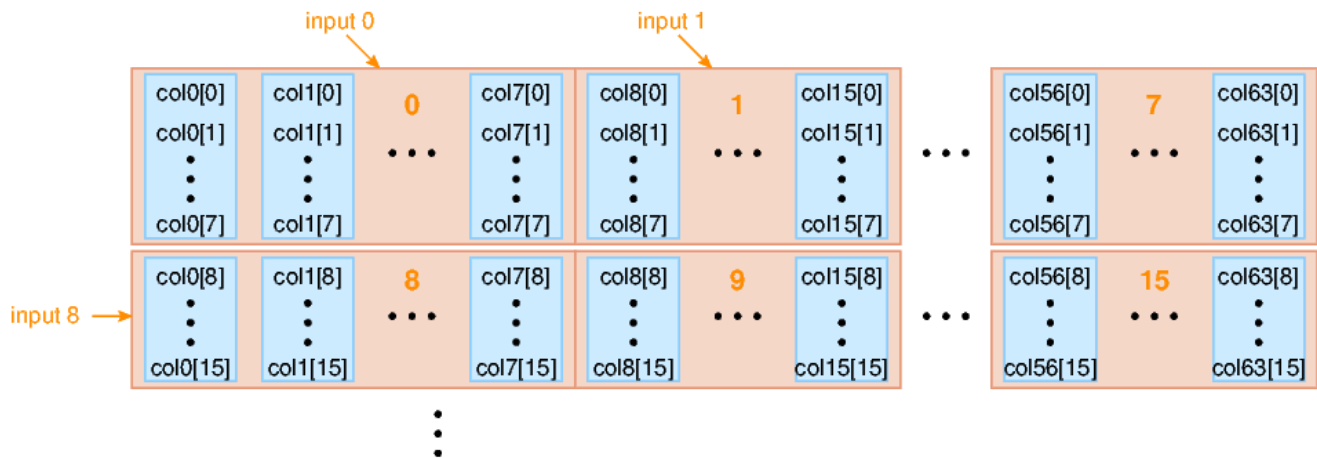 input 0 input 1
col0[0] col1[0] 0 col7[0] col8[0] 1 col15[0] col56[0] 7 col63[0]
col0[1] col1[1] col7[1] col8[1] col15[1] col56[1] col63[1]
col0[7] col1[7] col7[7] col8[7] col15[7] col56[7] col63[7]
col0[8] col1[8] 8 col7[8] col8[8] 9 col15[8] col56[8] 15 col63[8]
input 8
col0[15] col1[15] col7[15] col8[15] col15[15] col56[15] col63[15]